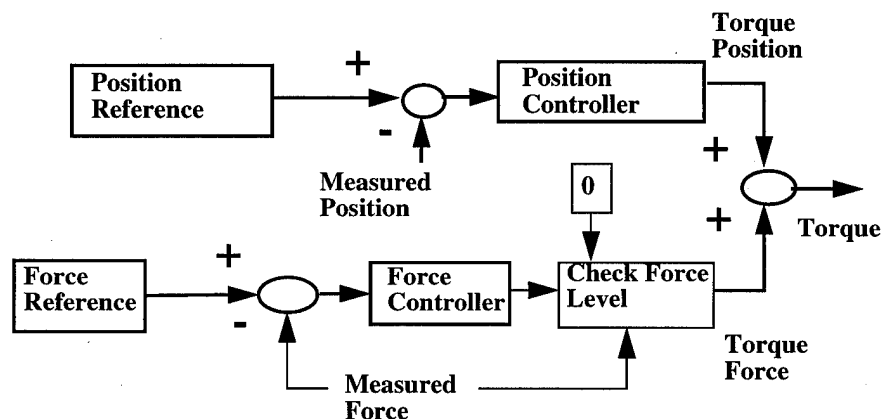 Torque
Position
+
Position
Reference
Position
Controller
-
+
Measured
Position
0
+
Torque
+
Force
Reference
Force
Controller
Check Force
Level
-
Measured
Force
Torque
Force